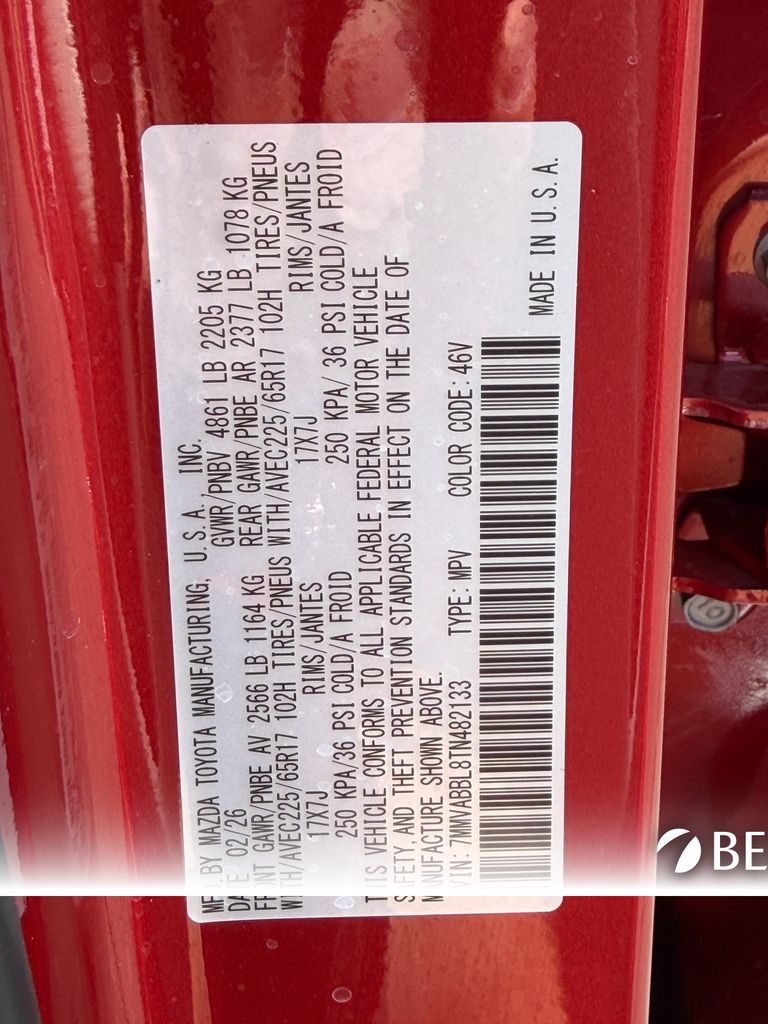 MFD. BY MAZDA TOYOTA MANUFACTURING, U.S.A. INC.
DATE 02/26 GVWR/PNBV 4861 LB 2205 KG
FRONT GAWR/PNBE AV 2566 LB 1164 KG REAR GAWR/PNBE AR 2377 LB 1078 KG
WITH/AVEC225/65R17 102H TIRES/PNEUS WITH/AVEC225/65R17 102H TIRES/PNEUS
17X7J RIMS/JANTES 17X7J RIMS/JANTES
250 KPA/36 PSI COLD/A FROID 250 KPA/ 36 PSI COLD/A FROID
THIS VEHICLE CONFORMS TO ALL APPLICABLE FEDERAL MOTOR VEHICLE
SAFETY, AND THEFT PREVENTION STANDARDS IN EFFECT ON THE DATE OF
MANUFACTURE SHOWN ABOVE.
VIN: 7MMVABBL8TN482133 TYPE: MPV COLOR CODE: 46V
MADE IN U.S.A.
10
BE